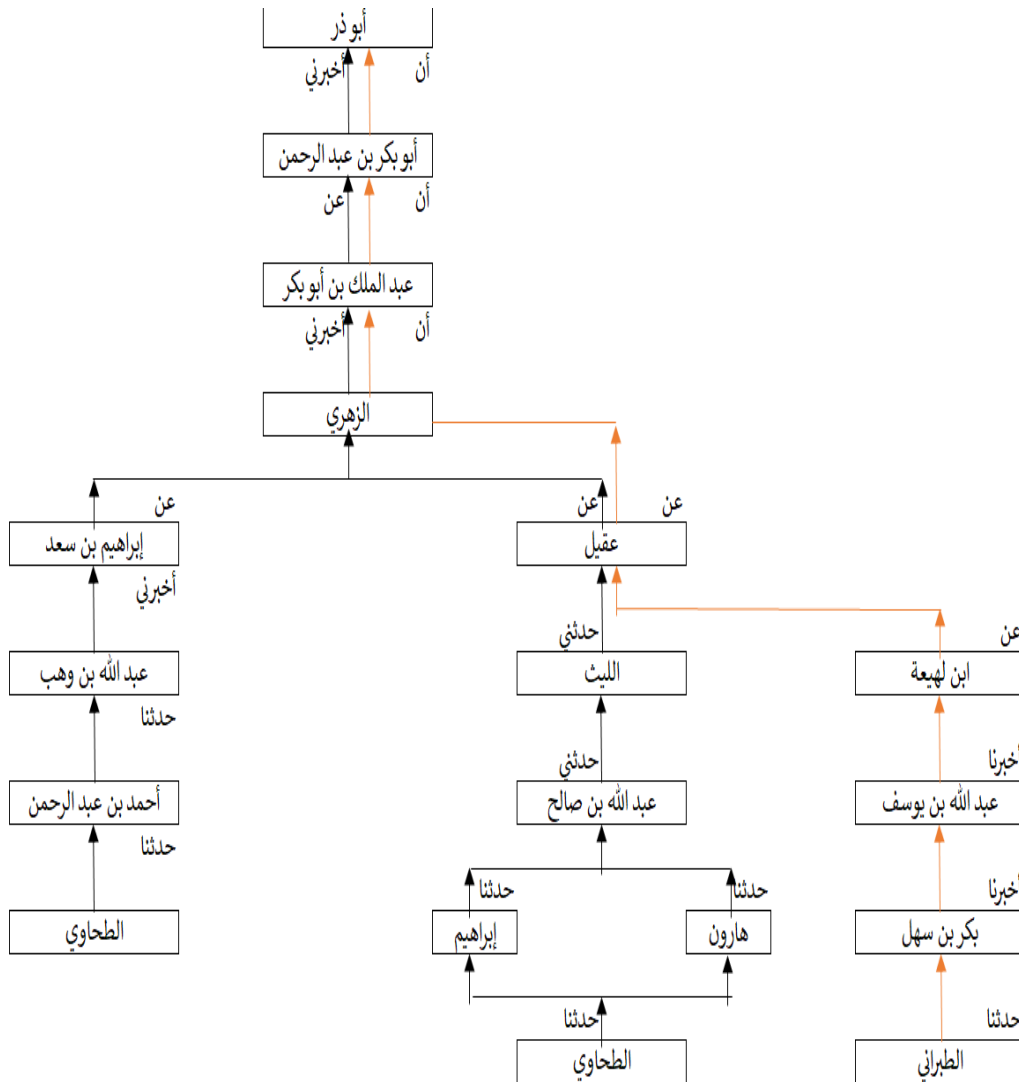 أبو ذر
أن
أخبرني
أبو بكر بن عبد الرحمن
أن
عن
عبد الملك بن أبو بكر
أن
أخبرني
الزهري
عن
عن
عن
عقيل
إبراهيم بن سعد
أخبرني
عن
حدثني
ابن لهيعة
الليث
عبد الله بن وهب
أخبرنا
حدثني
حدثنا
عبد الله بن يوسف
عبد الله بن صالح
أحمد بن عبد الرحمن
حدثنا
أخبرنا
حدثنا
حدثنا
بكر بن سهل
هارون
إبراهيم
الطحاوي
حدثنا
حدثنا
الطبراني
الطحاوي